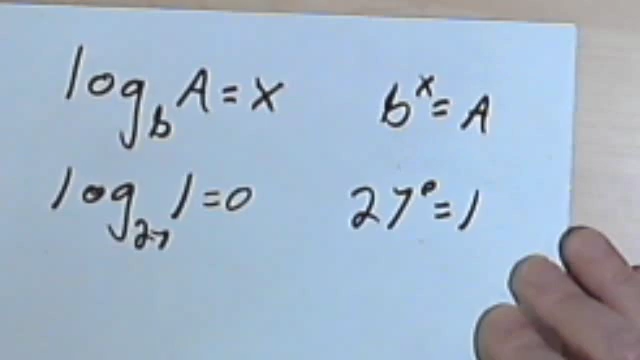 log_b A = x    b^x = A
log_27 1 = 0    27^0 = 1